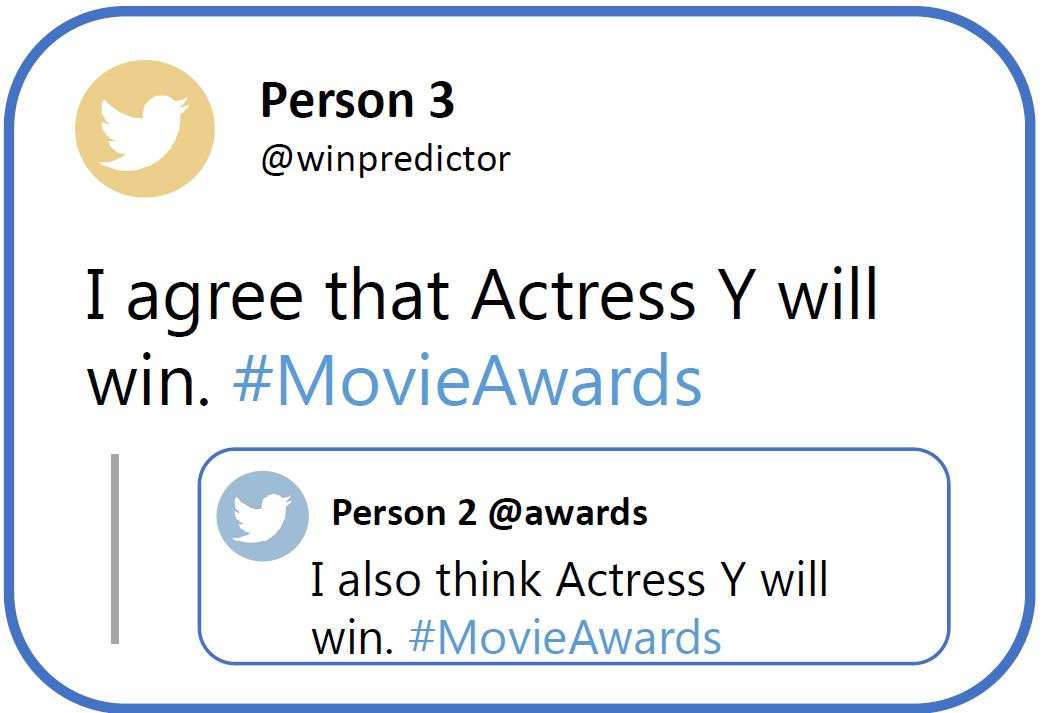 Person 3
@winpredictor
I agree that Actress Y will
win. #MovieAwards
Person 2 @awards
I also think Actress Y will
win. #MovieAwards